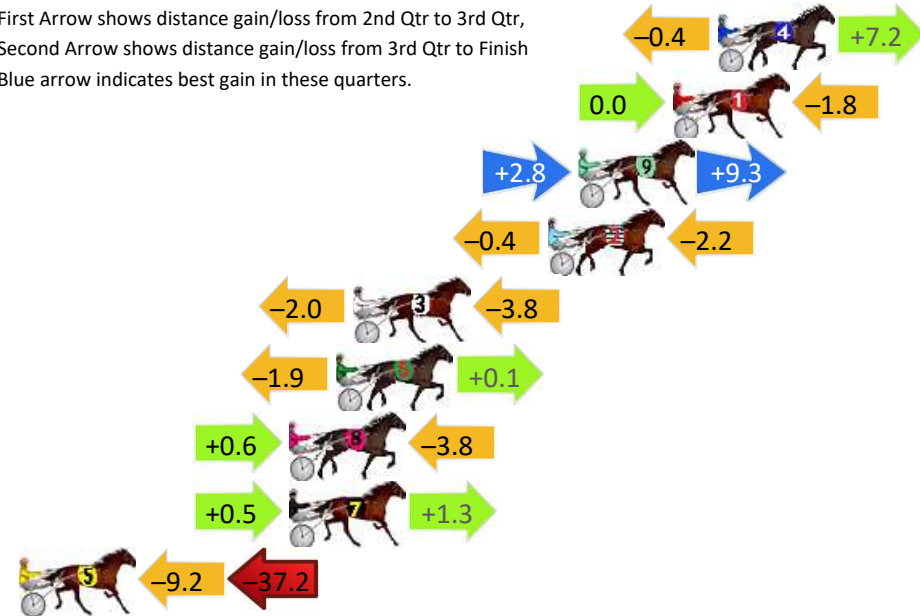 First Arrow shows distance gain/loss from 2nd Qtr to 3rd Qtr,
Second Arrow shows distance gain/loss from 3rd Qtr to Finish
Blue arrow indicates best gain in these quarters.
–0.4 4 +7.2
0.0 1 –1.8
+2.8 9 +9.3
–0.4 –2.2
–2.0 3 –3.8
–1.9 +0.1
+0.6 8 –3.8
+0.5 7 +1.3
5 –9.2 –37.2